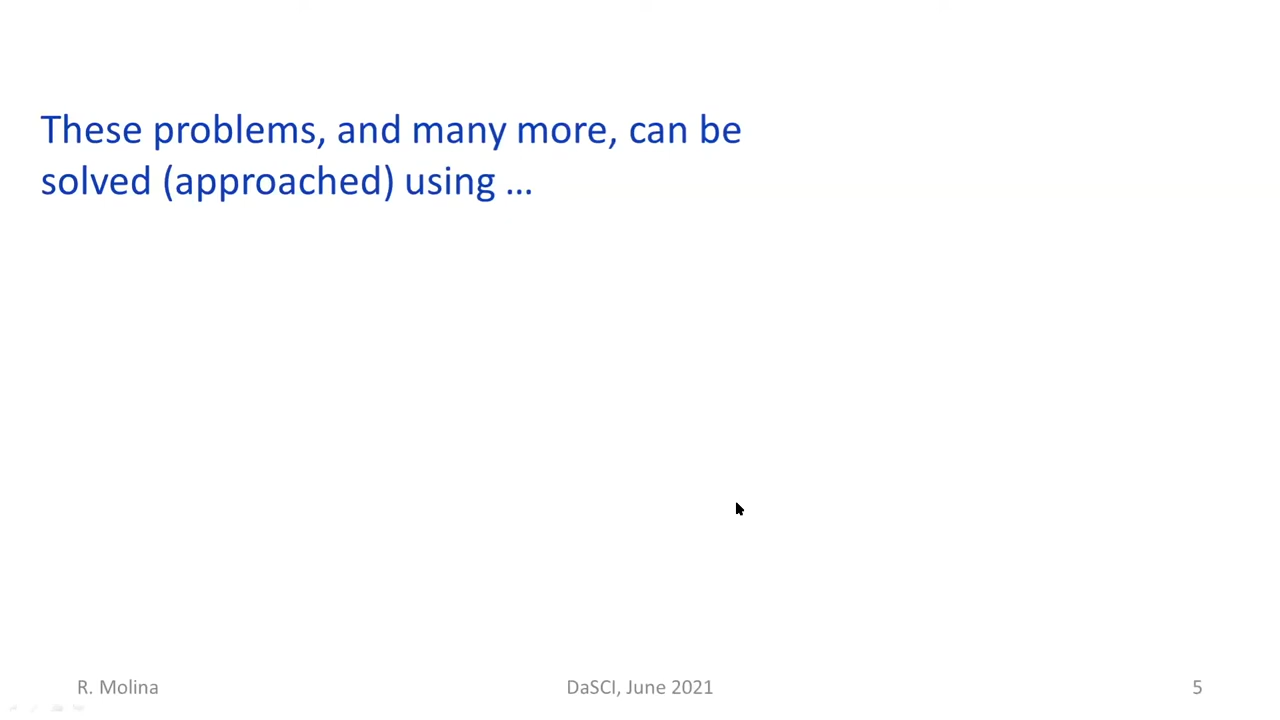 These problems, and many more, can be
solved (approached) using …
R. Molina
DaSCI, June 2021
5